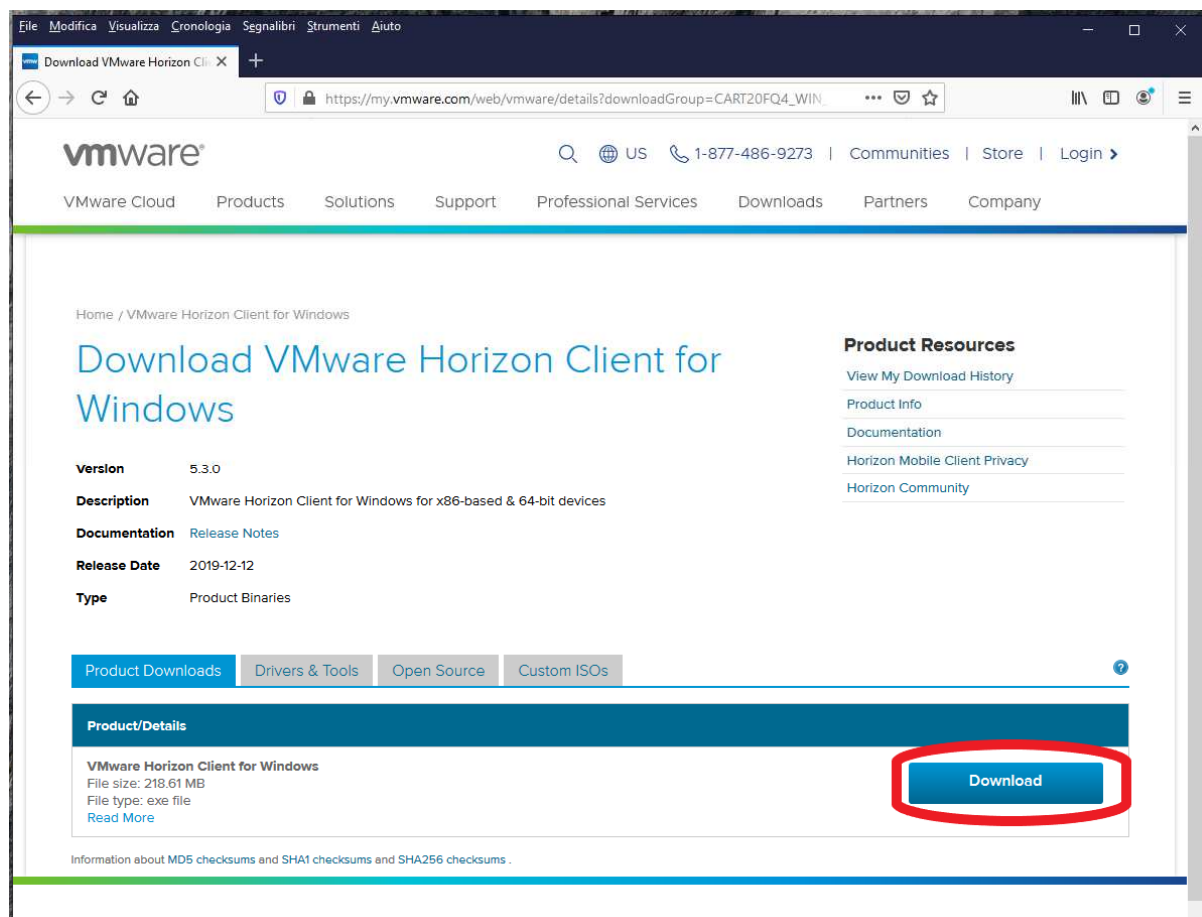 File Modifica Visualizza Cronologia Segnalibri Strumenti Aiuto
vmw Download VMware Horizon Cli
https://my.vmware.com/web/vmware/details?downloadGroup=CART20FQ4_WIN_
vmware®
US 1-877-486-9273 | Communities | Store | Login
VMware Cloud Products Solutions Support Professional Services Downloads Partners Company
Home / VMware Horizon Client for Windows
Download VMware Horizon Client for
Windows
Version 5.3.0
Description VMware Horizon Client for Windows for x86-based & 64-bit devices
Documentation Release Notes
Release Date 2019-12-12
Type Product Binaries
Product Resources
View My Download History
Product Info
Documentation
Horizon Mobile Client Privacy
Horizon Community
Product Downloads Drivers & Tools Open Source Custom ISOs ?
Product/Details
VMware Horizon Client for Windows
File size: 218.61 MB
File type: exe file
Read More
Download
Information about MD5 checksums and SHA1 checksums and SHA256 checksums .